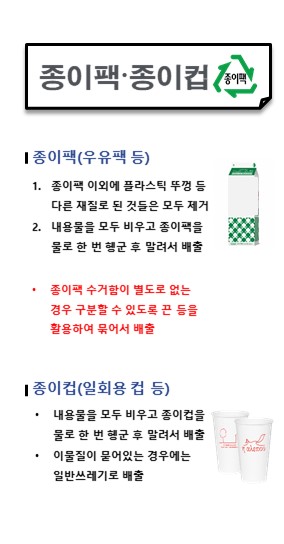 종이팩·종이컵
종이팩
종이팩(우유팩 등)
1. 종이팩 이외에 플라스틱 뚜껑 등
다른 재질로 된 것들은 모두 제거
2. 내용물을 모두 비우고 종이팩을
물로 한 번 헹군 후 말려서 배출
• 종이팩 수거함이 별도로 없는
경우 구분할 수 있도록 끈 등을
활용하여 묶어서 배출
종이컵(일회용 컵 등)
• 내용물을 모두 비우고 종이컵을
물로 한 번 헹군 후 말려서 배출
• 이물질이 묻어있는 경우에는
일반쓰레기로 배출